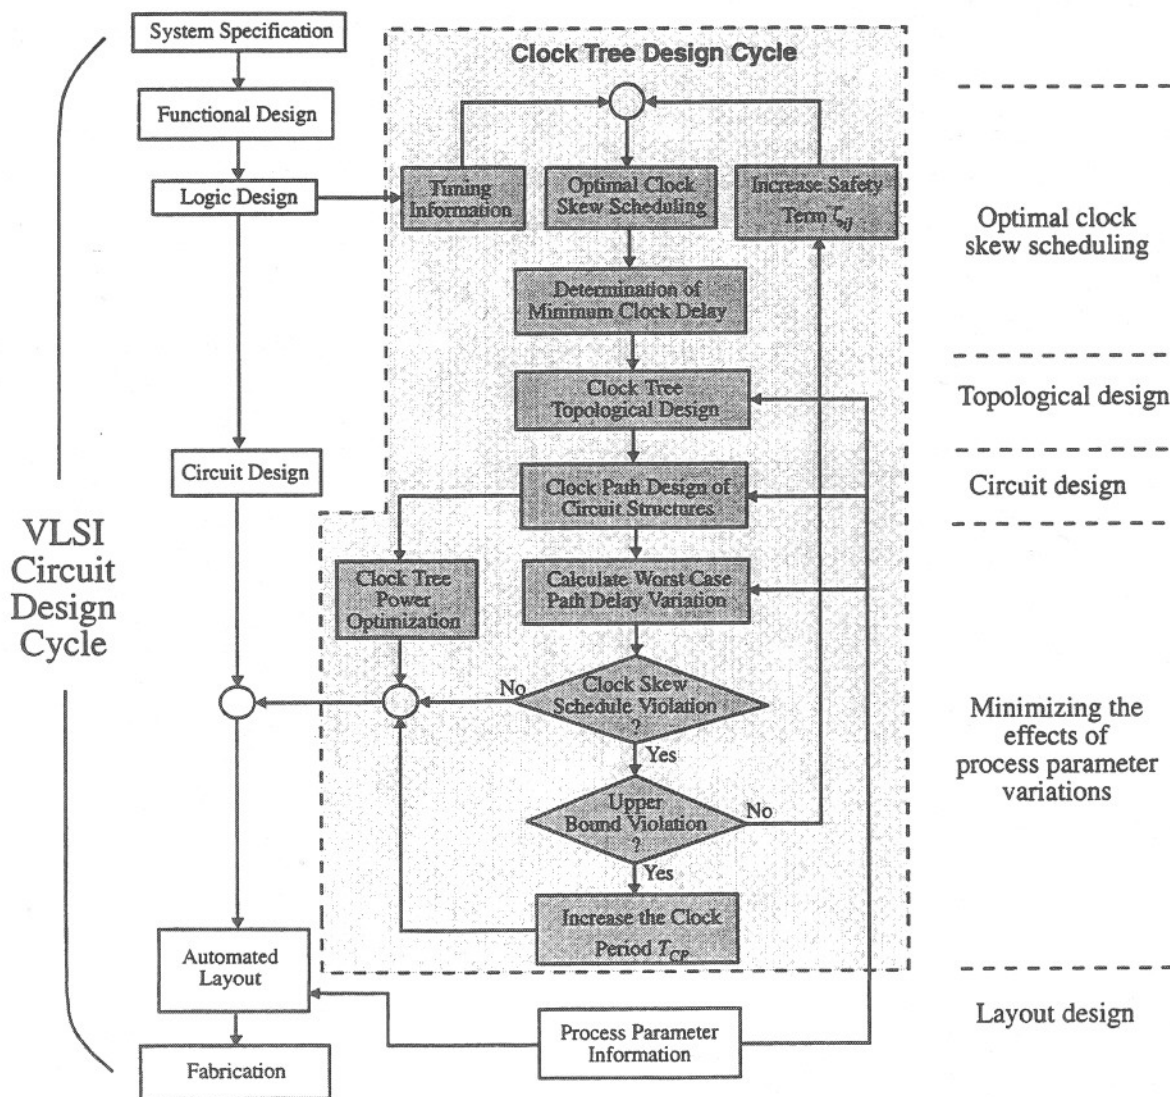 System Specification
Functional Design
Logic Design
Circuit Design
Automated
Layout
Fabrication
VLSI
Circuit
Design
Cycle
Clock Tree Design Cycle
Timing
Information
Optimal Clock
Skew Scheduling
Increase Safety
Term ζij
Determination of
Minimum Clock Delay
Clock Tree
Topological Design
Clock Path Design of
Circuit Structures
Clock Tree
Power
Optimization
Calculate Worst Case
Path Delay Variation
No
Clock Skew
Schedule Violation
?
Yes
Upper
Bound Violation
?
No
Yes
Increase the Clock
Period TCP
Process Parameter
Information
Optimal clock
skew scheduling
Topological design
Circuit design
Minimizing the
effects of
process parameter
variations
Layout design